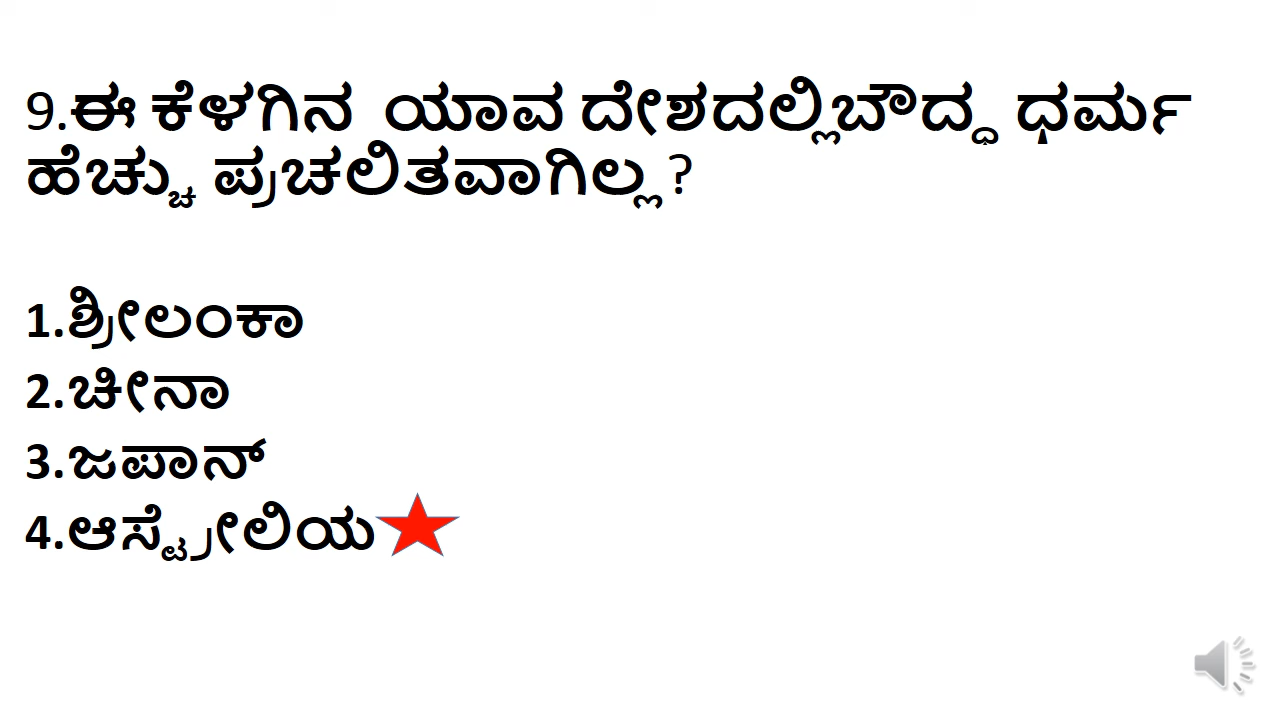 9.ಈ ಕೆಳಗಿನ ಯಾವ ದೇಶದಲ್ಲಿಬೌದ್ಧ ಧರ್ಮ
ಹೆಚ್ಚು ಪ್ರಚಲಿತವಾಗಿಲ್ಲ?
1.ಶ್ರೀಲಂಕಾ
2.ಚೀನಾ
3.ಜಪಾನ್
4.ಆಸ್ಟ್ರೇಲಿಯ